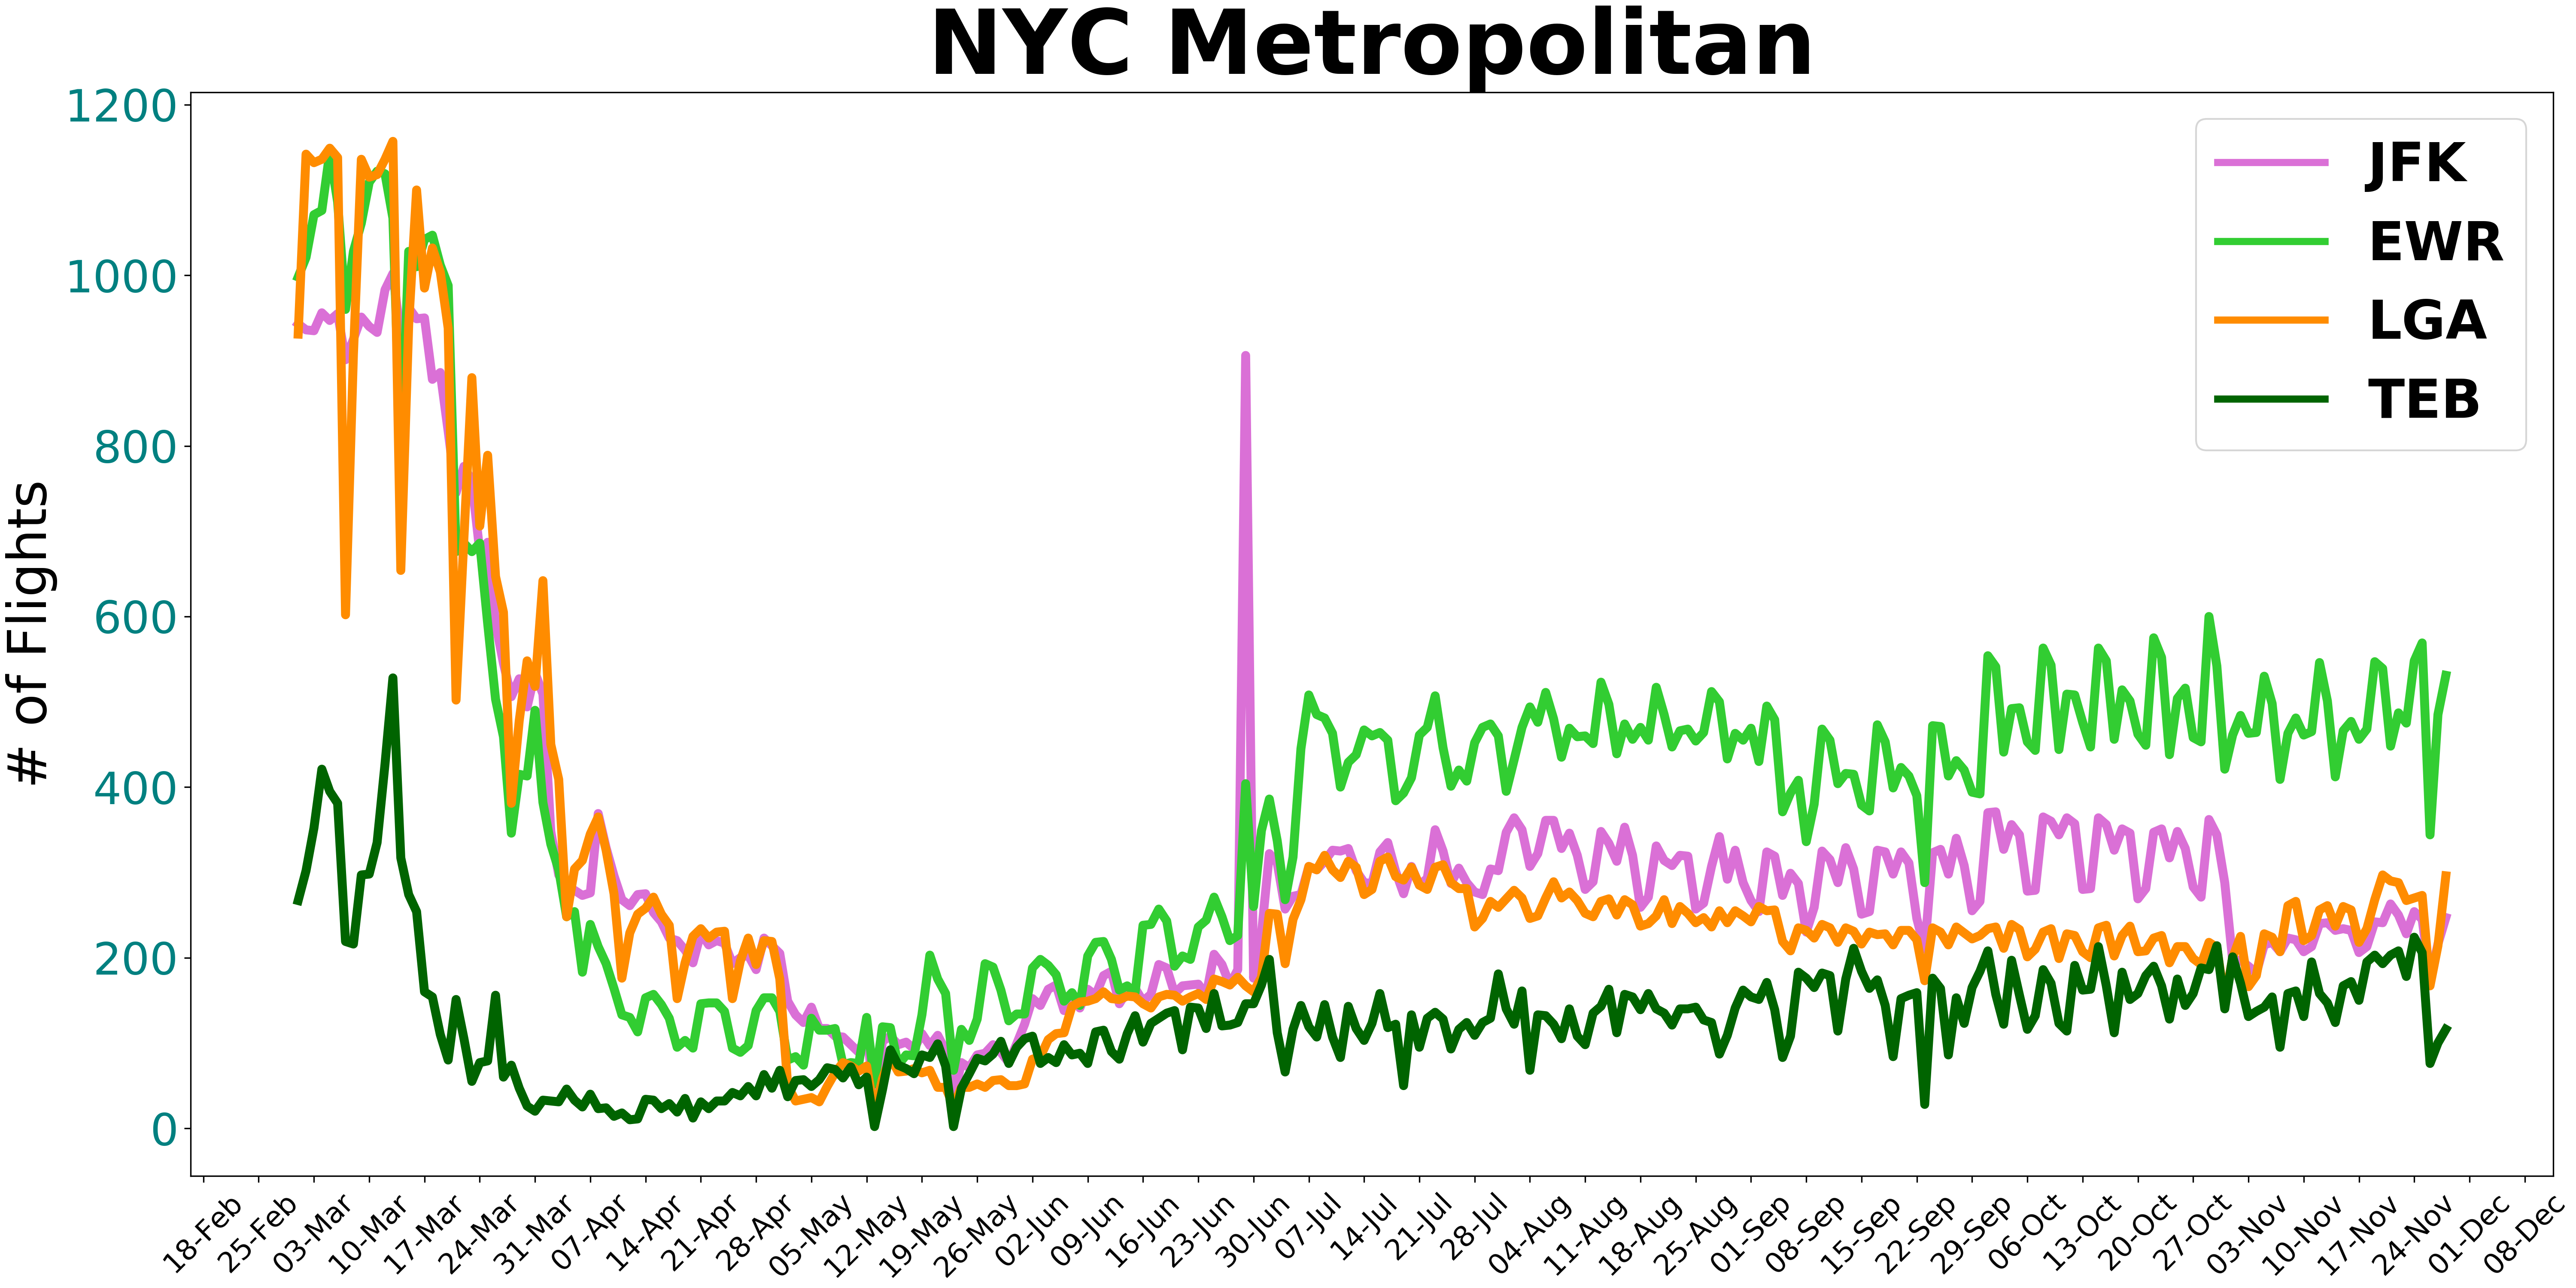 NYC Metropolitan
# of Flights
1200
1000
800
600
400
200
0
JFK
EWR
LGA
TEB
18-Feb
25-Feb
03-Mar
10-Mar
17-Mar
24-Mar
31-Mar
07-Apr
14-Apr
21-Apr
28-Apr
05-May
12-May
19-May
26-May
02-Jun
09-Jun
16-Jun
23-Jun
30-Jun
07-Jul
14-Jul
21-Jul
28-Jul
04-Aug
11-Aug
18-Aug
25-Aug
01-Sep
08-Sep
15-Sep
22-Sep
29-Sep
06-Oct
13-Oct
20-Oct
27-Oct
03-Nov
10-Nov
17-Nov
24-Nov
01-Dec
08-Dec